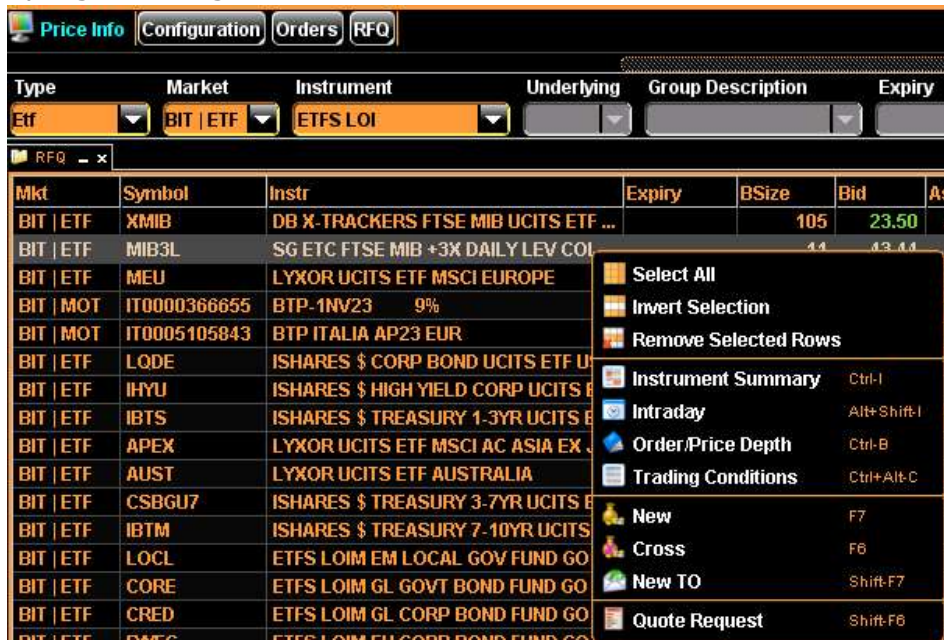 Price Info Configuration Orders RFQ
Type Market Instrument Underlying Group Description Expiry
Etf BIT | ETF ETFS LOI
RFQ
Mkt Symbol Instr Expiry BSize Bid
BIT | ETF XMIB DB X-TRACKERS FTSE MIB UCITS ETF ... 105 23.50
BIT | ETF MIB3L SG ETC FTSE MIB +3X DAILY LEV COL 11 43.44
BIT | ETF MEU LYXOR UCITS ETF MSCI EUROPE
BIT | MOT IT0000366655 BTP-1NV23 9%
BIT | MOT IT0005105843 BTP ITALIA AP23 EUR
BIT | ETF LQDE ISHARES $ CORP BOND UCITS ETF
BIT | ETF IHYU ISHARES $ HIGH YIELD CORP UCITS
BIT | ETF IBTS ISHARES $ TREASURY 1-3YR UCITS
BIT | ETF APEX LYXOR UCITS ETF MSCI AC ASIA EX
BIT | ETF AUST LYXOR UCITS ETF AUSTRALIA
BIT | ETF CSBGU7 ISHARES $ TREASURY 3-7YR UCITS
BIT | ETF IBTM ISHARES $ TREASURY 7-10YR UCITS
BIT | ETF LOCL ETFS LOIM EM LOCAL GOV FUND GO
BIT | ETF CORE ETFS LOIM GL GOVT BOND FUND GO
BIT | ETF CRED ETFS LOIM GL CORP BOND FUND GO
Select All
Invert Selection
Remove Selected Rows
Instrument Summary Ctrl-I
Intraday Alt+Shift-I
Order/Price Depth Ctrl-B
Trading Conditions Ctrl+Alt-C
New F7
Cross F6
New TO Shift-F7
Quote Request Shift-F6